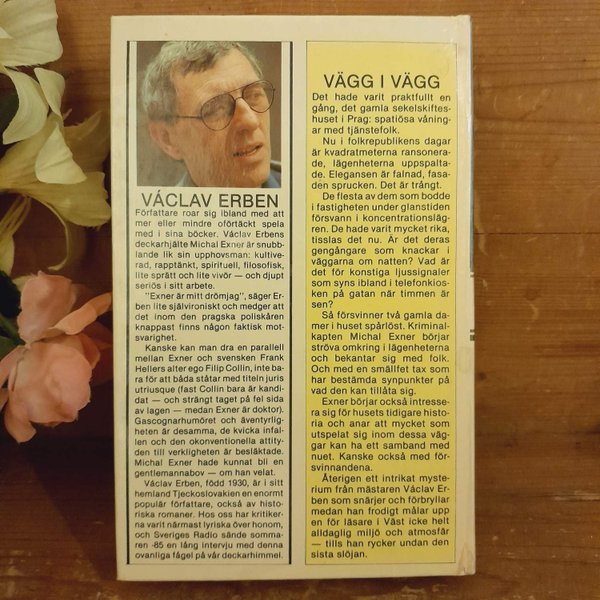 VÁCLAV ERBEN
Författare roar sig ibland med att
mer eller mindre oförtäckt spela
med i sina böcker. Václav Erbens
deckarhjälte Michal Exner är snubb-
lande lik sin upphovsman: kultive-
rad, rapptänkt, spirituell, filosofisk,
lite sprätt och lite vivör — och djupt
seriös i sitt arbete.
"Exner är mitt drömjag", säger Er-
ben lite självironiskt och medger att
det inom den pragska poliskåren
knappast finns någon faktisk mot-
svarighet.
Kanske kan man dra en parallell
mellan Exner och svensken Frank
Hellers alter ego Filip Collin, inte ba-
ra för att båda ståtar med titeln juris
utriusque (fast Collin bara är kandi-
dat — och strängt taget på fel sida
av lagen — medan Exner är doktor).
Gascognarhumöret och äventyrlig-
heten är desamma, de kvicka infal-
len och den okonventionella attity-
den till verkligheten är besläktade.
Michal Exner hade kunnat bli en
gentlemannabov — om han velat.
Václav Erben, född 1930, är i sitt
hemland Tjeckoslovakien en enormt
populär författare, också av histo-
riska romaner. Hos oss har kritiker-
na varit närmast lyriska över honom,
och Sveriges Radio sände somma-
ren -85 en lång intervju med denna
ovanliga fågel på vår deckarhimmel.
VÄGG I VÄGG
Det hade varit praktfullt en
gång, det gamla sekelskiftes-
huset i Prag: spatiösa våning-
ar med tjänstefolk.
Nu i folkrepublikens dagar
är kvadratmeterna ransonera-
de, lägenheterna uppspalta-
de. Elegansen är falnad, fasa-
den sprucken. Det är trångt.
De flesta av dem som bodde
i fastigheten under glanstiden
försvann i koncentrationsläg-
ren. De hade varit mycket rika,
tisslas det nu. Är det deras
gengångare som knackar i
väggarna om natten? Vad är
det för konstiga ljussignaler
som syns ibland i telefonkios-
ken på gatan när timmen är
sen?
Så försvinner två gamla da-
mer i huset spårlöst. Kriminal-
kapten Michal Exner börjar
ströva omkring i lägenheterna
och bekantar sig med folk.
Och med en smällfet tax som
har bestämda synpunkter på
vad den kan tillåta sig.
Exner börjar också intresse-
ra sig för husets tidigare histo-
ria och anar att mycket som
utspelat sig inom dessa väg-
gar kan ha ett samband med
nuet. Kanske också med för-
svinnandena.
Återigen ett intrikat myste-
rium från mästaren Václav Er-
ben som snärjer och förbryllar
medan han frodigt målar upp
en för läsare i Väst icke helt
alldaglig miljö och atmosfär
— tills han rycker undan den
sista slöjan.